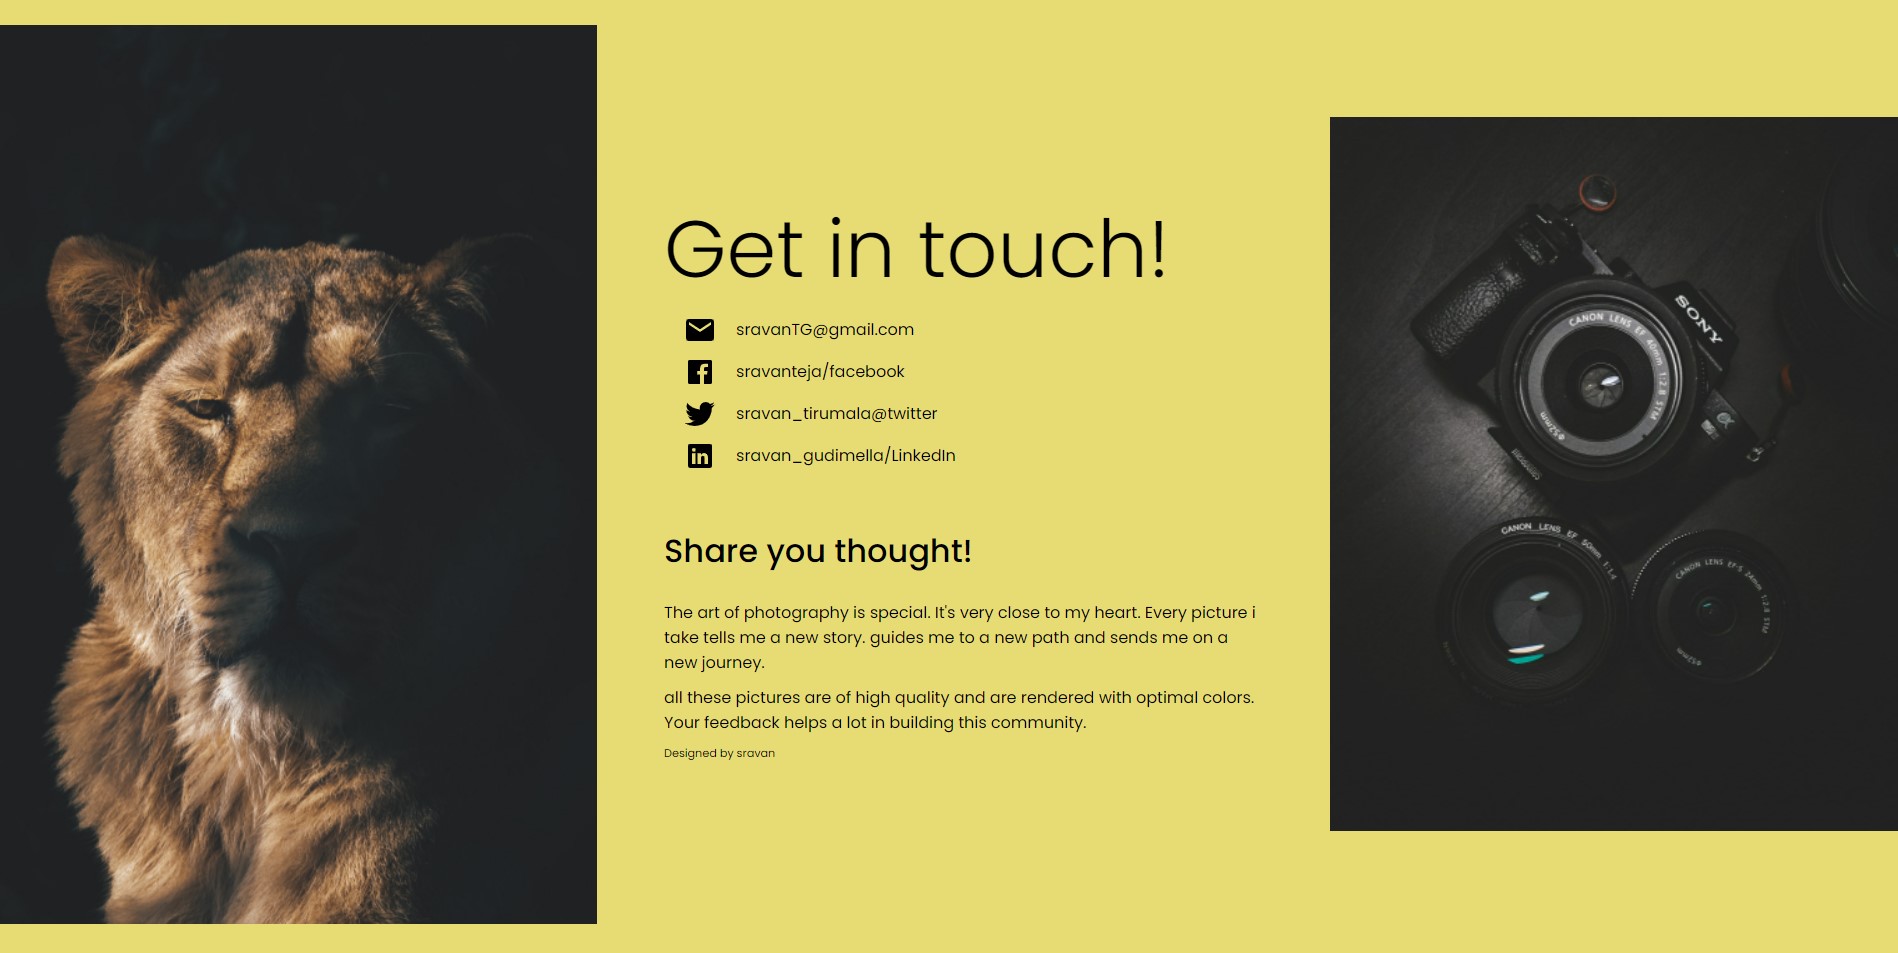 Get in touch!
sravanTG@gmail.com
sravanteja/facebook
sravan_tirumala@twitter
sravan_gudimella/LinkedIn
Share you thought!
The art of photography is special. It's very close to my heart. Every picture i
take tells me a new story. guides me to a new path and sends me on a
new journey.
all these pictures are of high quality and are rendered with optimal colors.
Your feedback helps a lot in building this community.
Designed by sravan
SONY
CANON LENS EF 40mm 1:2.8 STM
ø52mm
α
CANON LENS EF 50mm 1:1.4
CANON LENS EF-S 24mm 1:2.8 STM
ø52mm